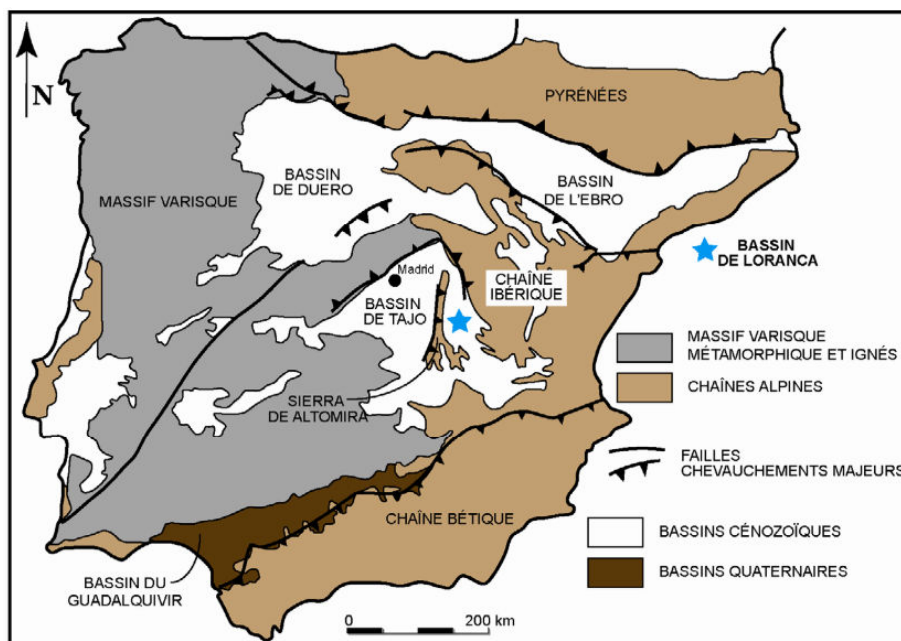 N
PYRÉNÉES
MASSIF VARISQUE
BASSIN
DE DUERO
BASSIN
DE L'EBRO
BASSIN
DE LORANCA
Madrid
CHAÎNE
IBÉRIQUE
BASSIN
DE TAJO
SIERRA
DE ALTOMIRA
MASSIF VARISQUE
MÉTAMORPHIQUE ET IGNÉS
CHAÎNES ALPINES
FAILLES
CHEVAUCHEMENTS MAJEURS
CHAÎNE BÉTIQUE
BASSINS CÉNOZOÏQUES
BASSINS QUATERNAIRES
BASSIN DU
GUADALQUIVIR
0 200 km